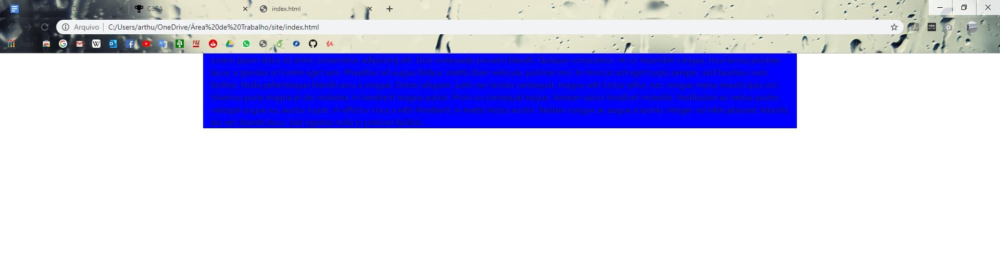 CoRA
index.html
Arquivo
C:/Users/arthu/OneDrive/Área%20de%20Trabalho/site/index.html
Apps
Lorem ipsum dolor sit amet, consectetur adipiscing elit. Duis malesuada posuere blandit. Quisque consectetur, mi ut imperdiet congue, risus lectus pulvinar
lacus, a gravida orci enim eget sem. Phasellus vel augue finibus, mattis diam vehicula, pulvinar orci. In rhoncus est eget turpis semper, sed faucibus nunc
facilisis. Nulla pellentesque blandit arcu a congue. Donec aliquam, justo nec lacinia consequat, magna velit luctus tellus, nec congue metus mauris quis orci.
Vivamus porta magna et dui molestie, in hendrerit magna auctor. Proin eu consequat neque. Aenean varius tincidunt molestie. Vestibulum ac metus auctor,
volutpat augue eu, auctor turpis. In efficitur risus a nibh hendrerit, in mattis lectus auctor. Nullam congue ac augue a lacinia. Integer vel nibh placerat, lobortis
leo vel, blandit lacus. Sed egestas nulla in pretium facilisis.